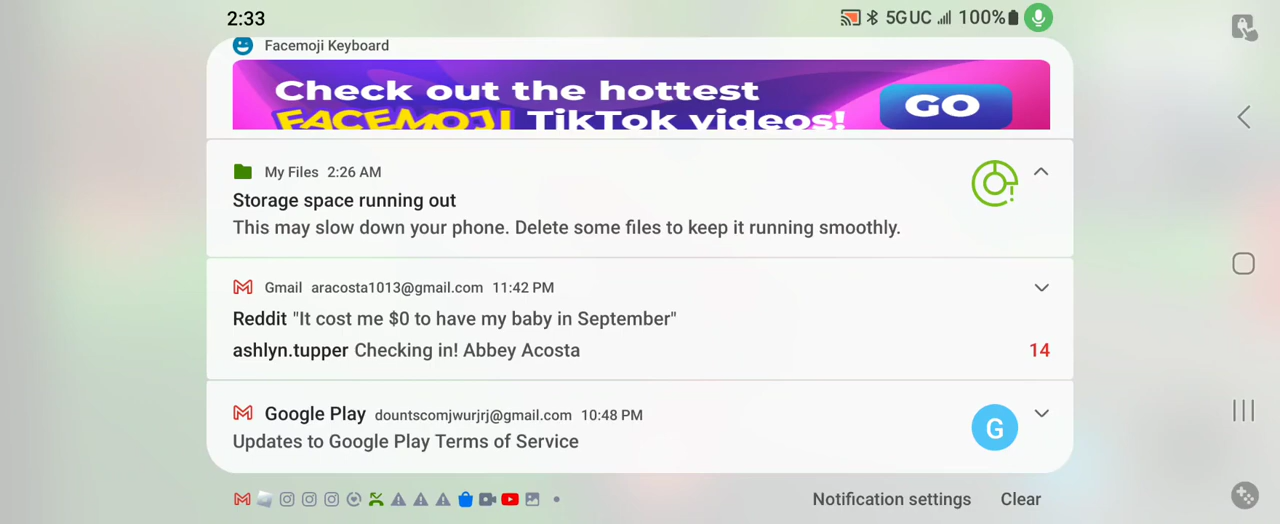 2:33
5GUC 100%
Facemoji Keyboard
Check out the hottest
FACEMOJI TikTok videos!
GO
My Files 2:26 AM
Storage space running out
This may slow down your phone. Delete some files to keep it running smoothly.
Gmail aracosta1013@gmail.com 11:42 PM
Reddit "It cost me $0 to have my baby in September"
ashlyn.tupper Checking in! Abbey Acosta
14
Google Play dountscomjwurjrj@gmail.com 10:48 PM
G
Updates to Google Play Terms of Service
Notification settings Clear